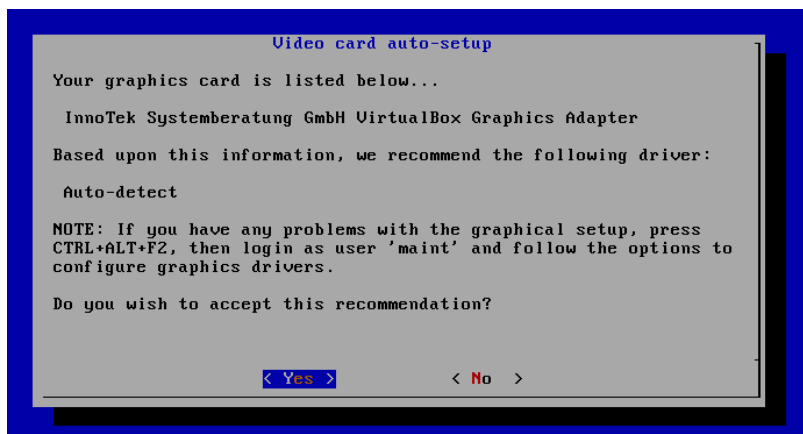 Video card auto-setup
Your graphics card is listed below...
InnoTek Systemberatung GmbH VirtualBox Graphics Adapter
Based upon this information, we recommend the following driver:
Auto-detect
NOTE: If you have any problems with the graphical setup, press
CTRL+ALT+F2, then login as user 'maint' and follow the options to
configure graphics drivers.
Do you wish to accept this recommendation?
< Yes > < No >